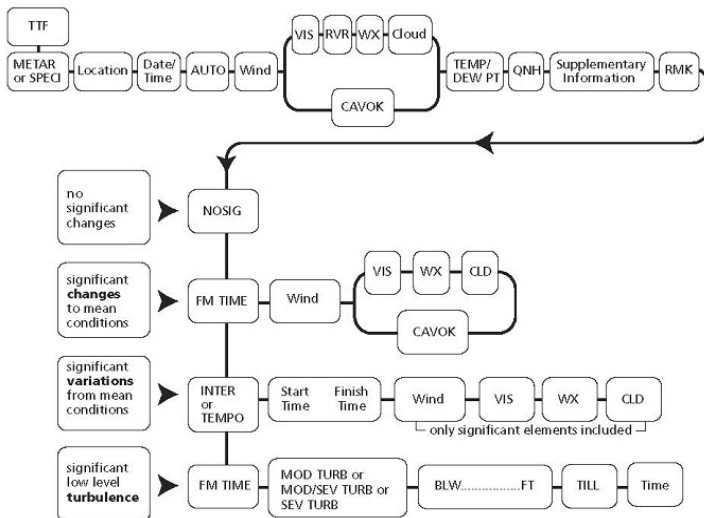 TTF
METAR
or SPECI
Location
Date/
Time
AUTO
Wind
VIS
RVR
WX
Cloud
CAVOK
TEMP/
DEW PT
QNH
Supplementary
Information
RMK
no
significant
changes
NOSIG
significant
changes
to mean
conditions
FM TIME
Wind
VIS
WX
CLD
CAVOK
significant
variations
from mean
conditions
INTER
or
TEMPO
Start Finish
Time Time
Wind
VIS
WX
CLD
only significant elements included
significant
low level
turbulence
FM TIME
MOD TURB or
MOD/SEV TURB or
SEV TURB
BLW.................FT
TILL
Time